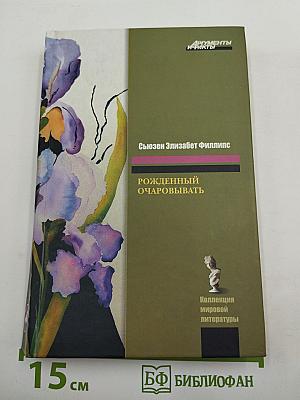 АРГУМЕНТЫ
И ФАКТЫ
Сьюзен Элизабет Филлипс
РОЖДЕННЫЙ
ОЧАРОВЫВАТЬ
Коллекция
мировой
литературы
15 см
БФ БИБЛИОФАН